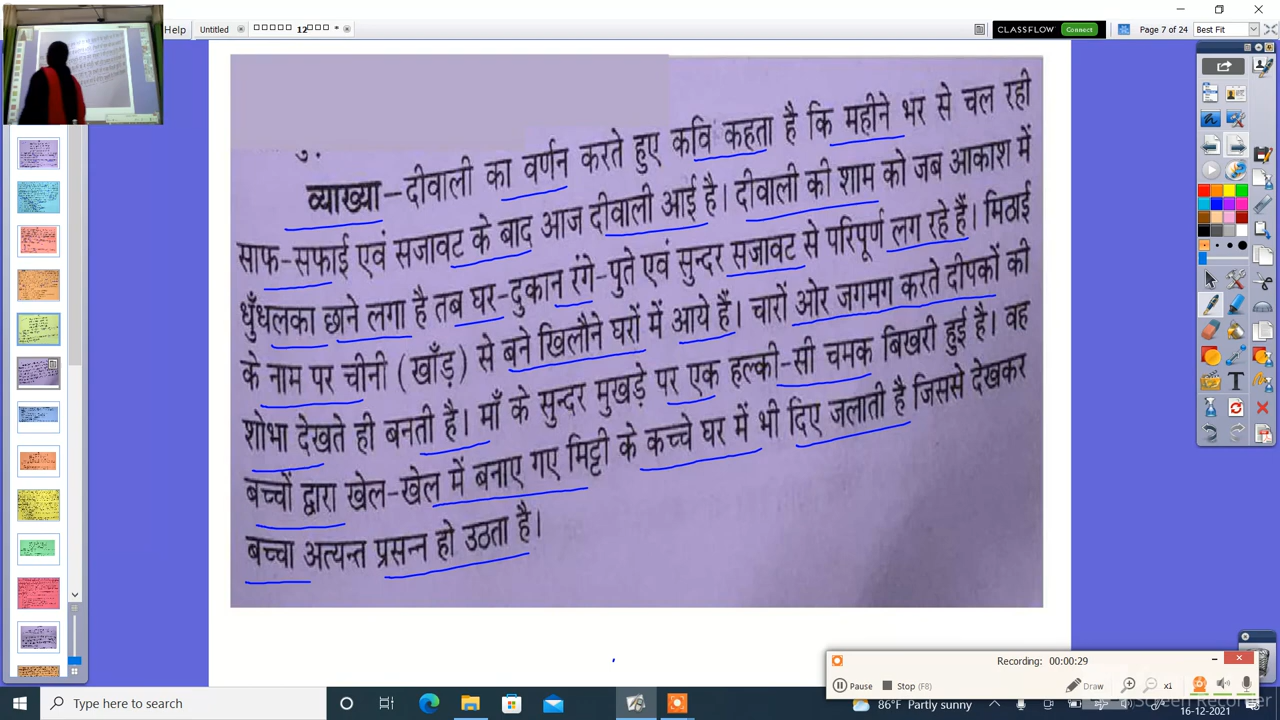 Help
Untitled
12
CLASSFLOW Connect
Page 7 of 24
Best Fit
व्याख्या–दीवाली का वर्णन करते हुए कवि कहता है कि महीने भर से चल रही
साफ-सफाई एवं सजावट के बाद आज दीवाली आई है। दीवाली की शाम को जब आकाश में
धुँधलका छाने लगा है तब घर-दुकान रंगे-पुते एवं सुन्दर सजावट से परिपूर्ण लग रहे हैं। मिठाई
के नाम पर चीनी (खाँड़) से बने खिलौने घरों में आये हैं। चारों ओर जगमग करते दीपकों की
शोभा देखते ही बनती है। माँ के सुन्दर मुखड़े पर एक हल्की-सी चमक बिखरी हुई है। वह
बच्चों द्वारा खेल-खेल में बनाए गए मिट्टी के कच्चे घर में भी दिए जलाती है जिससे देखकर
बच्चा अत्यन्त प्रसन्न हो उठता है।
Recording: 00:00:29
Pause
Stop (F8)
Draw
x1
Type here to search
86°F Partly sunny
16-12-2021
Screen Recorder